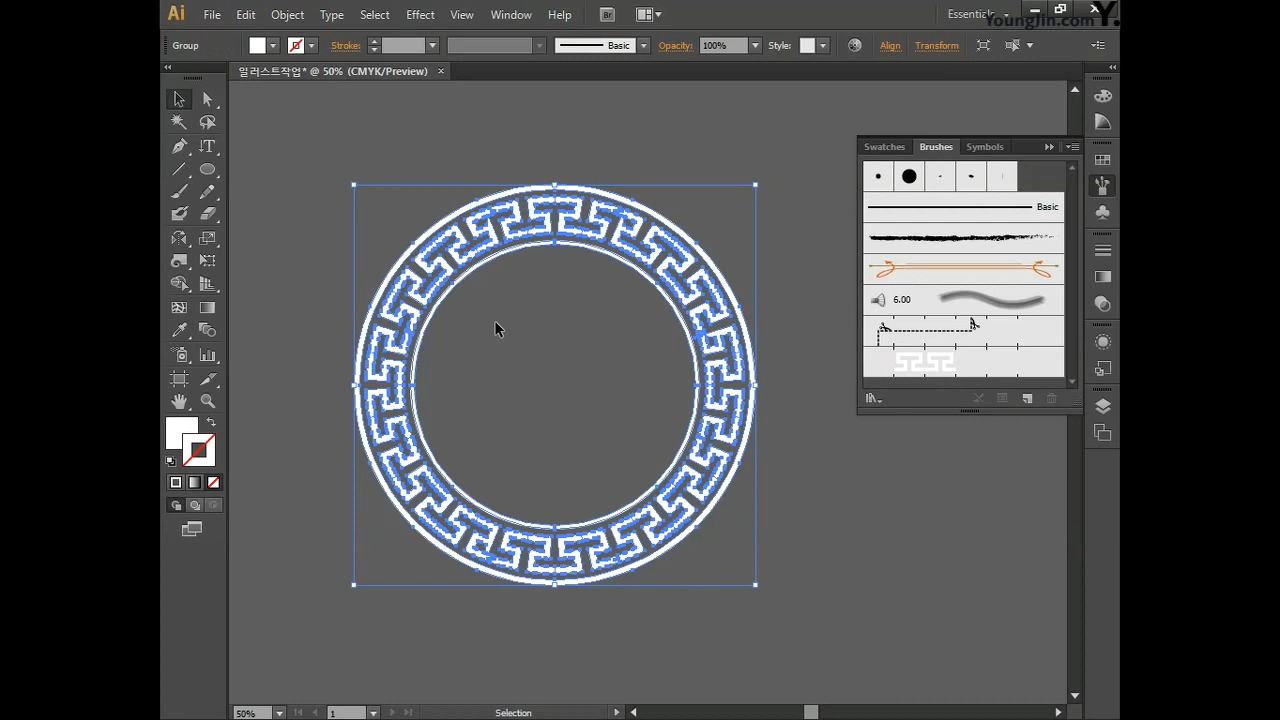 Ai File Edit Object Type Select Effect View Window Help Br Essentials
YoungJin.com Y.
Group Stroke: Basic Opacity: 100% Style: Align Transform
일러스트작업* @ 50% (CMYK/Preview) ×
Swatches Brushes Symbols
Basic
6.00
50% 1 Selection